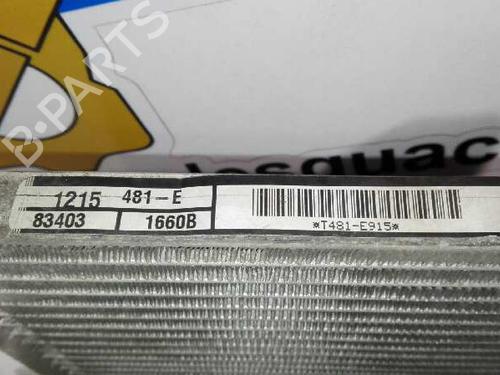 B-PARTS
desguac
1215 481-E
83403 1660B
*T481-E915*